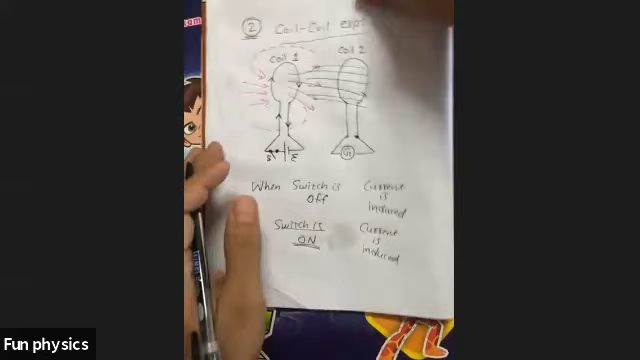 2 Coil-Coil expt
Coil 1
Coil 2
S E
G
When Switch is off
Current is induced
Switch is ON
Current is induced
Fun physics